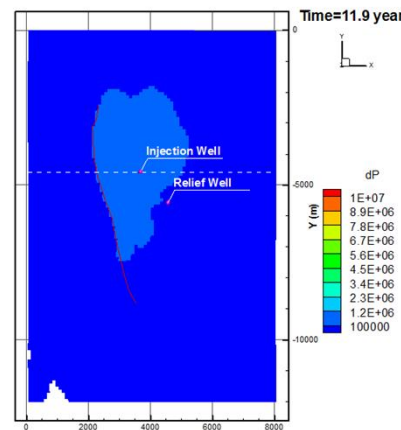 Time=11.9 year
0
Y
X
Injection Well
Relief Well
dP
1E+07
8.9E+06
7.8E+06
6.7E+06
5.6E+06
4.5E+06
3.4E+06
2.3E+06
1.2E+06
100000
-5000
Y (m)
-10000
0 2000 4000 6000 8000